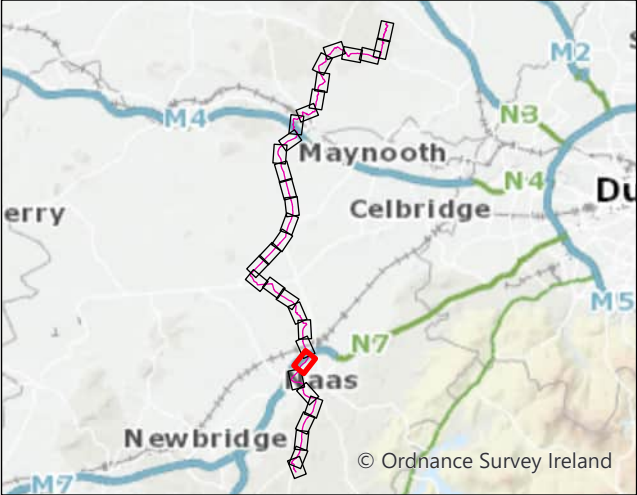 M2
N3
M4
Maynooth
N4
Du
erry
Celbridge
M5
N7
Naas
Newbridge
© Ordnance Survey Ireland
M7